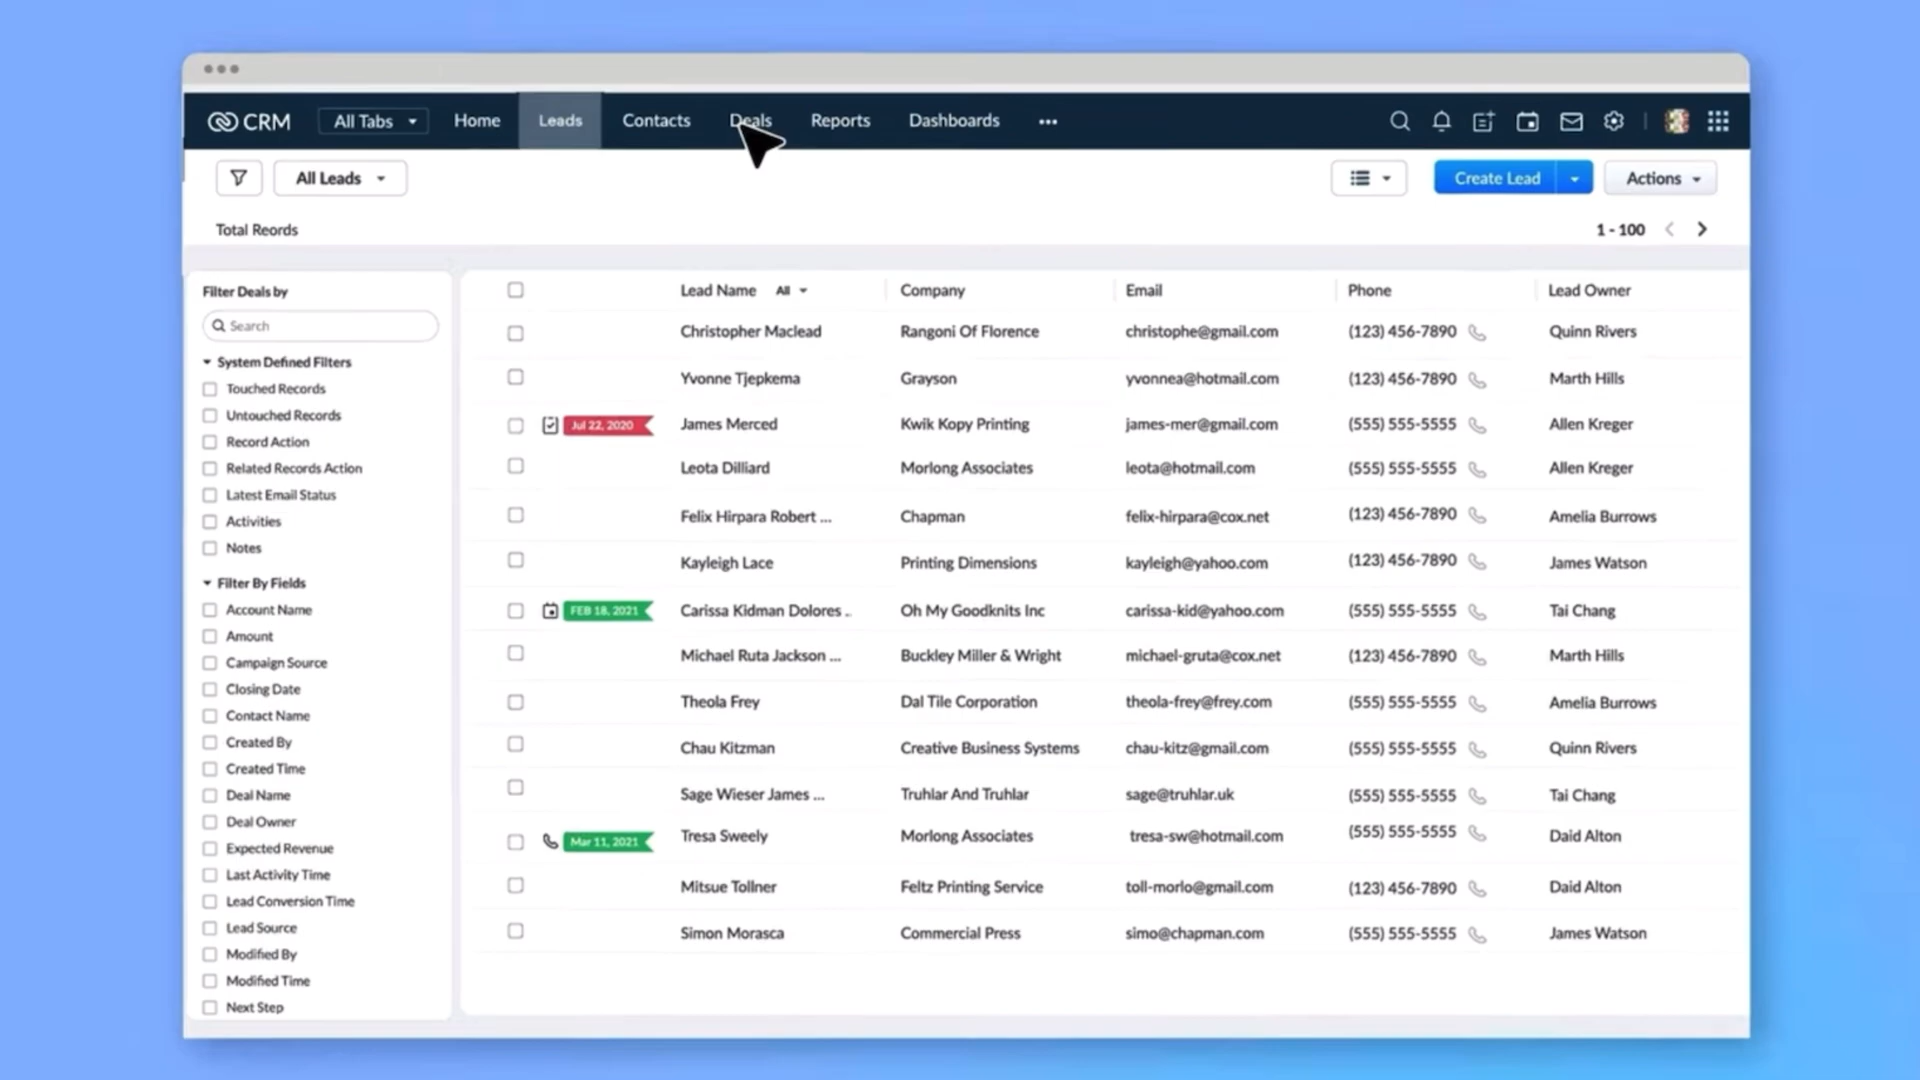 CRM All Tabs Home Leads Contacts Deals Reports Dashboards •••
All Leads Create Lead Actions
Total Reords 1 - 100
Filter Deals by
Search
System Defined Filters
Touched Records
Untouched Records
Record Action
Related Records Action
Latest Email Status
Activities
Notes
Filter By Fields
Account Name
Amount
Campaign Source
Closing Date
Contact Name
Created By
Created Time
Deal Name
Deal Owner
Expected Revenue
Last Activity Time
Lead Conversion Time
Lead Source
Modified By
Modified Time
Next Step
Lead Name All Company Email Phone Lead Owner
Christopher Maclead Rangoni Of Florence christophe@gmail.com (123) 456-7890 Quinn Rivers
Yvonne Tjepkema Grayson yvonnea@hotmail.com (123) 456-7890 Marth Hills
Jul 22, 2020 James Merced Kwik Kopy Printing james-mer@gmail.com (555) 555-5555 Allen Kreger
Leota Dilliard Morlong Associates leota@hotmail.com (555) 555-5555 Allen Kreger
Felix Hirpara Robert ... Chapman felix-hirpara@cox.net (123) 456-7890 Amelia Burrows
Kayleigh Lace Printing Dimensions kayleigh@yahoo.com (123) 456-7890 James Watson
FEB 18, 2021 Carissa Kidman Dolores .. Oh My Goodknits Inc carissa-kid@yahoo.com (555) 555-5555 Tai Chang
Michael Ruta Jackson ... Buckley Miller & Wright michael-gruta@cox.net (123) 456-7890 Marth Hills
Theola Frey Dal Tile Corporation theola-frey@frey.com (555) 555-5555 Amelia Burrows
Chau Kitzman Creative Business Systems chau-kitz@gmail.com (555) 555-5555 Quinn Rivers
Sage Wieser James ... Truhlar And Truhlar sage@truhlar.uk (555) 555-5555 Tai Chang
Mar 11, 2021 Tresa Sweely Morlong Associates tresa-sw@hotmail.com (555) 555-5555 Daid Alton
Mitsue Tollner Feltz Printing Service toll-morlo@gmail.com (123) 456-7890 Daid Alton
Simon Morasca Commercial Press simo@chapman.com (555) 555-5555 James Watson